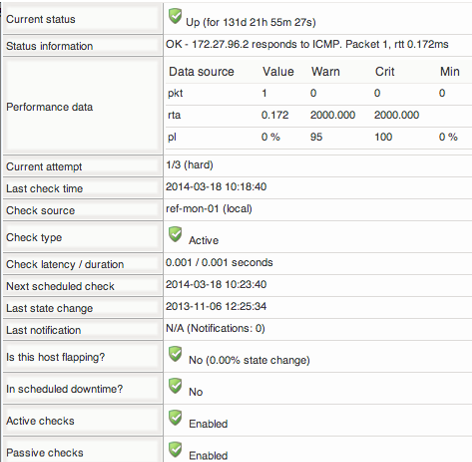 Current status Up (for 131d 21h 55m 27s)
Status information OK - 172.27.96.2 responds to ICMP. Packet 1, rtt 0.172ms
Performance data
Data source Value Warn Crit Min
pkt 1 0 0 0
rta 0.172 2000.000 2000.000
pl 0 % 95 100 0 %
Current attempt 1/3 (hard)
Last check time 2014-03-18 10:18:40
Check source ref-mon-01 (local)
Check type Active
Check latency / duration 0.001 / 0.001 seconds
Next scheduled check 2014-03-18 10:23:40
Last state change 2013-11-06 12:25:34
Last notification N/A (Notifications: 0)
Is this host flapping? No (0.00% state change)
In scheduled downtime? No
Active checks Enabled
Passive checks Enabled